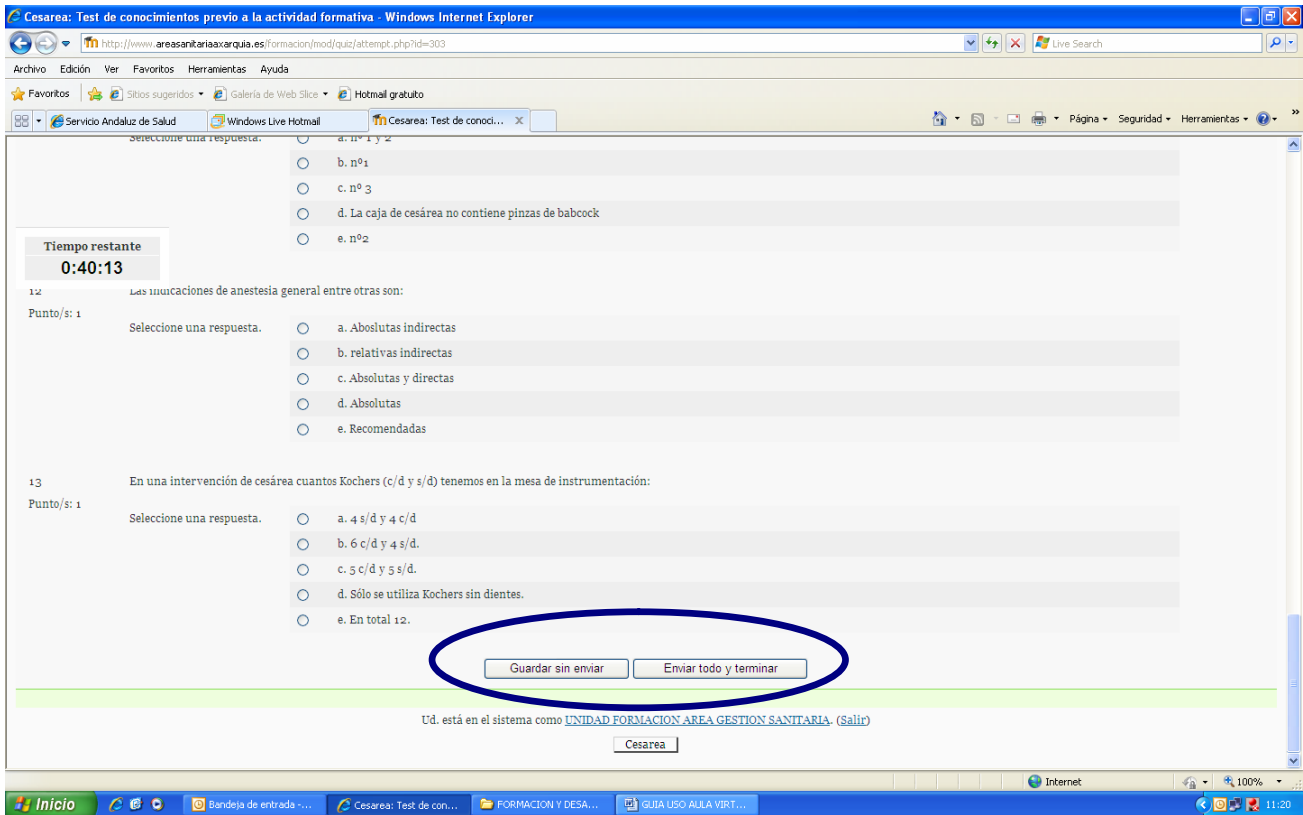 Cesarea: Test de conocimientos previo a la actividad formativa - Windows Internet Explorer
http://www.areasanitariaaxarquia.es/formacion/mod/quiz/attempt.php?id=303
Live Search
Archivo Edición Ver Favoritos Herramientas Ayuda
Favoritos Sitios sugeridos Galería de Web Slice Hotmail gratuito
Servicio Andaluz de Salud Windows Live Hotmail Cesarea: Test de conoci... X Página Seguridad Herramientas »
Seleccione una respuesta. a. nº 1 y 2
b. nº1
c. nº 3
d. La caja de cesárea no contiene pinzas de babcock
e. nº2
Tiempo restante
0:40:13
12 Las indicaciones de anestesia general entre otras son:
Punto/s: 1
Seleccione una respuesta. a. Aboslutas indirectas
b. relativas indirectas
c. Absolutas y directas
d. Absolutas
e. Recomendadas
13 En una intervención de cesárea cuantos Kochers (c/d y s/d) tenemos en la mesa de instrumentación:
Punto/s: 1
Seleccione una respuesta. a. 4 s/d y 4 c/d
b. 6 c/d y 4 s/d.
c. 5 c/d y 5 s/d.
d. Sólo se utiliza Kochers sin dientes.
e. En total 12.
Guardar sin enviar Enviar todo y terminar
Ud. está en el sistema como UNIDAD FORMACION AREA GESTION SANITARIA. (Salir)
Cesarea
Internet 100%
Inicio Bandeja de entrada -... Cesarea: Test de con... FORMACION Y DESA... GUIA USO AULA VIRT... 11:20